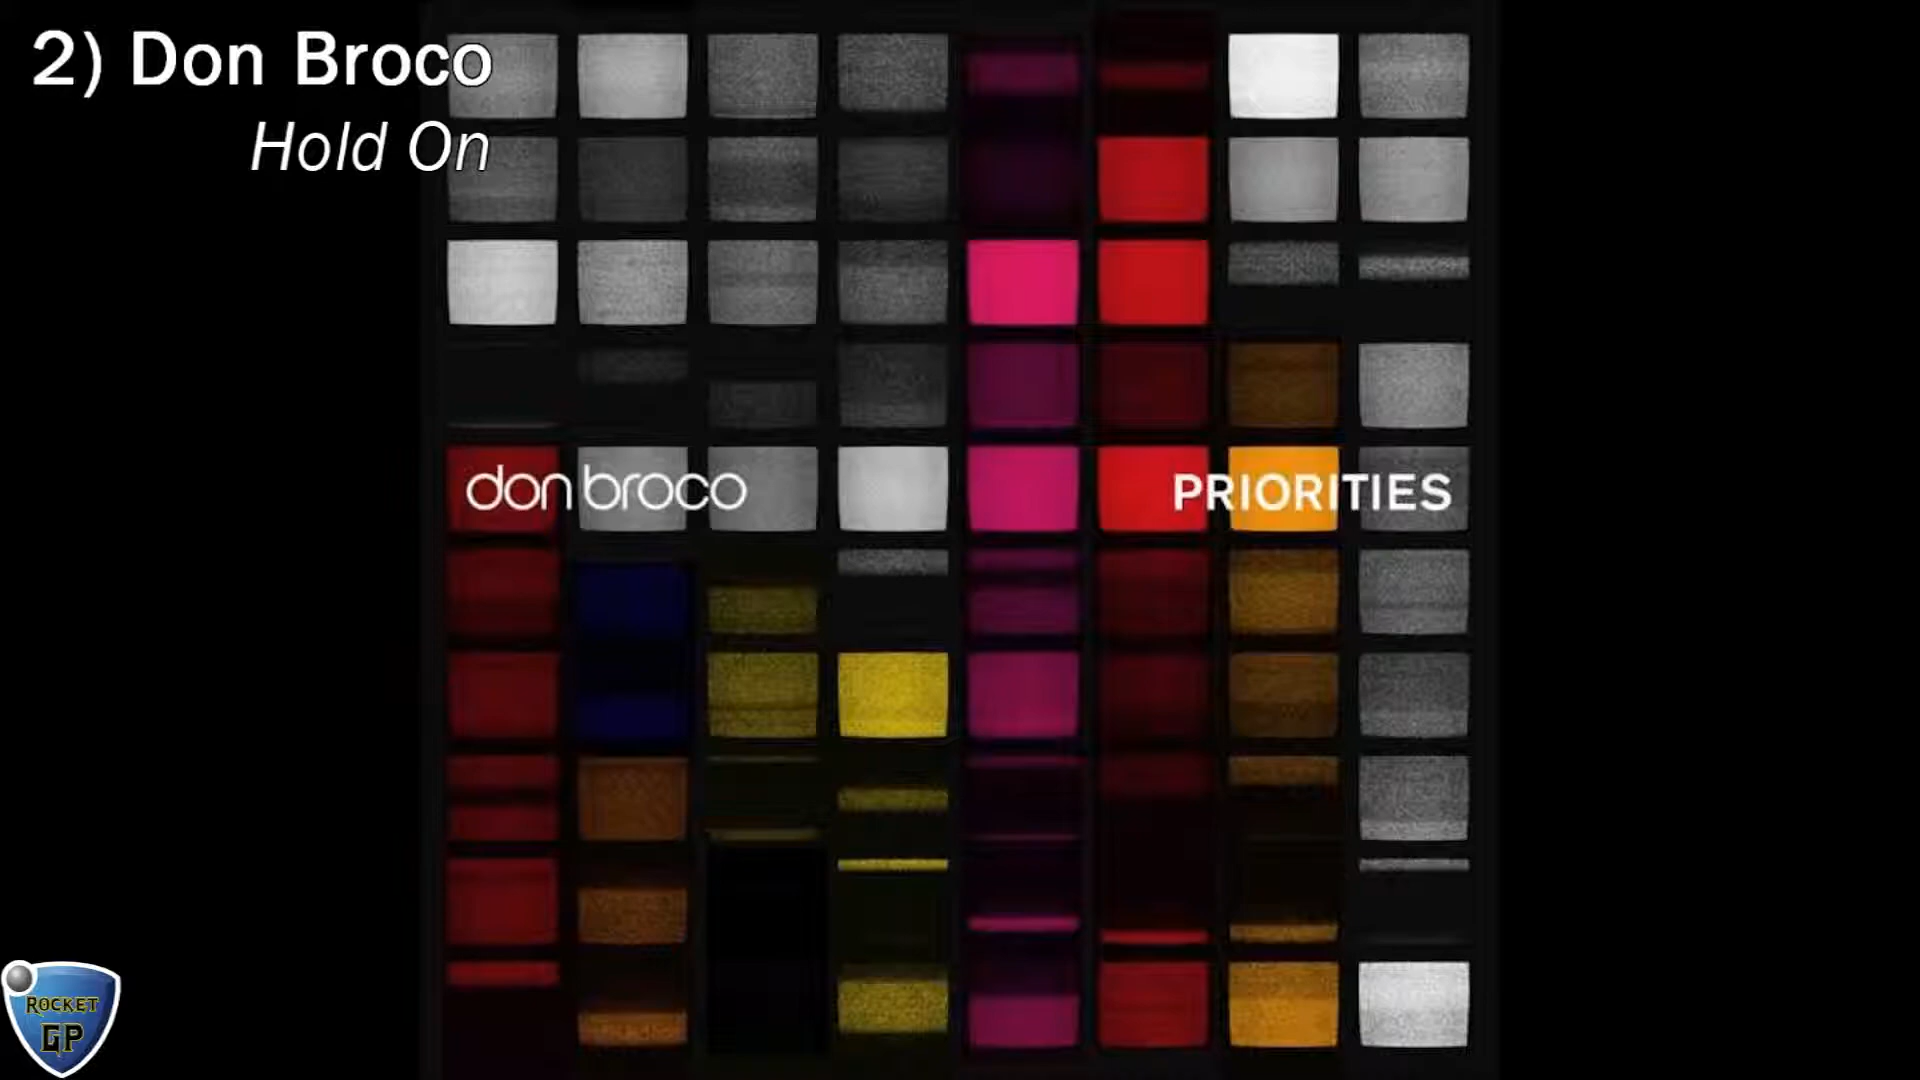 2) Don Broco
Hold On
don broco
PRIORITIES
ROCKET
GP